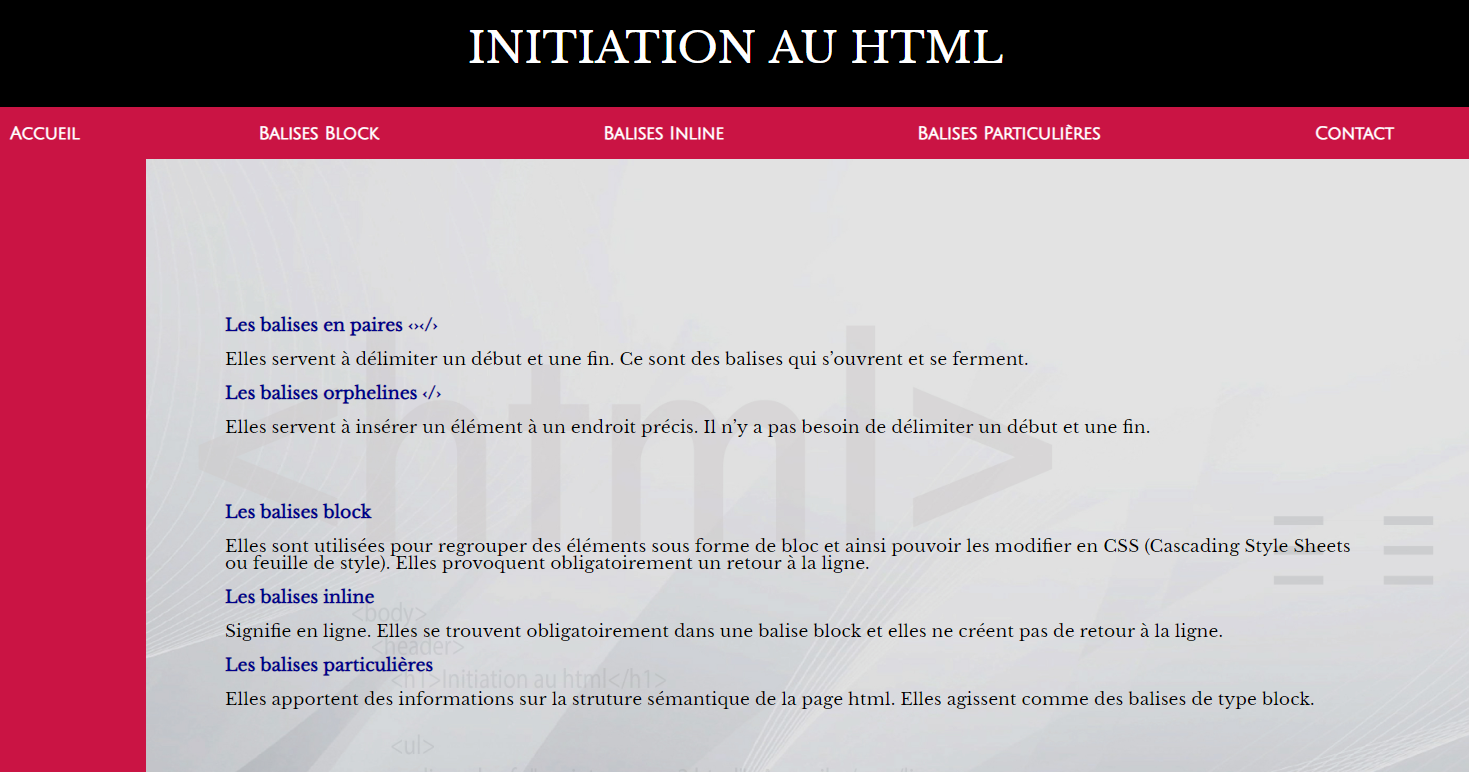 INITIATION AU HTML
Accueil Balises Block Balises Inline Balises Particulières Contact
<html>
Les balises en paires ‹›‹/›
Elles servent à délimiter un début et une fin. Ce sont des balises qui s’ouvrent et se ferment.
Les balises orphelines ‹/›
Elles servent à insérer un élément à un endroit précis. Il n’y a pas besoin de délimiter un début et une fin.
Les balises block
Elles sont utilisées pour regrouper des éléments sous forme de bloc et ainsi pouvoir les modifier en CSS (Cascading Style Sheets
ou feuille de style). Elles provoquent obligatoirement un retour à la ligne.
Les balises inline
<body>
Signifie en ligne. Elles se trouvent obligatoirement dans une balise block et elles ne créent pas de retour à la ligne.
<header>
Les balises particulières
<h1>Initiation au html</h1>
Elles apportent des informations sur la struture sémantique de la page html. Elles agissent comme des balises de type block.
<ul>